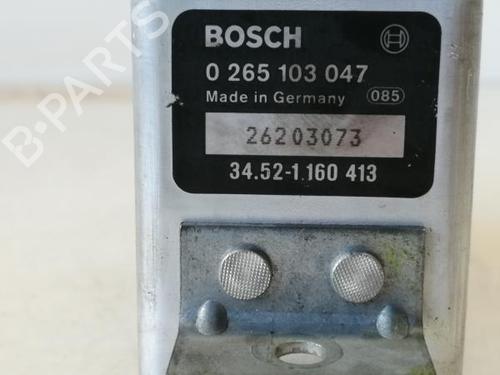 BOSCH
0 265 103 047
Made in Germany 085
26203073
34.52-1.160 413
B-PARTS